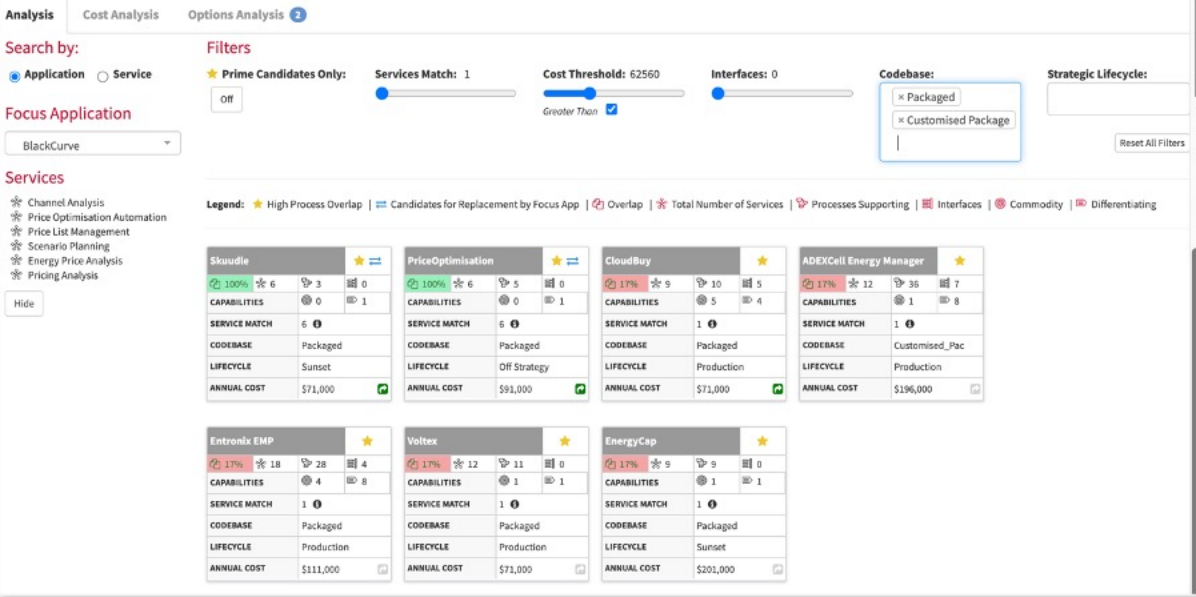 Analysis Cost Analysis Options Analysis 2
Search by:
Application Service
Focus Application
BlackCurve
Services
Channel Analysis
Price Optimisation Automation
Price List Management
Scenario Planning
Energy Price Analysis
Pricing Analysis
Hide
Filters
Prime Candidates Only:
Off
Services Match: 1
Cost Threshold: 62560
Greater Than
Interfaces: 0
Codebase:
× Packaged
× Customised Package
Strategic Lifecycle:
Reset All Filters
Legend: High Process Overlap | Candidates for Replacement by Focus App | Overlap | Total Number of Services | Processes Supporting | Interfaces | Commodity | Differentiating
Skuudle
100% 6 3 0
CAPABILITIES 0 1
SERVICE MATCH 6
CODEBASE Packaged
LIFECYCLE Sunset
ANNUAL COST $71,000
PriceOptimisation
100% 6 5 0
CAPABILITIES 0 1
SERVICE MATCH 6
CODEBASE Packaged
LIFECYCLE Off Strategy
ANNUAL COST $91,000
CloudBuy
17% 9 10 5
CAPABILITIES 5 4
SERVICE MATCH 1
CODEBASE Packaged
LIFECYCLE Production
ANNUAL COST $71,000
ADEXCell Energy Manager
17% 12 36 7
CAPABILITIES 1 8
SERVICE MATCH 1
CODEBASE Customised_Pac
LIFECYCLE Production
ANNUAL COST $196,000
Entronix EMP
17% 18 28 4
CAPABILITIES 4 8
SERVICE MATCH 1
CODEBASE Packaged
LIFECYCLE Production
ANNUAL COST $111,000
Voltex
17% 12 11 0
CAPABILITIES 1 1
SERVICE MATCH 1
CODEBASE Packaged
LIFECYCLE Production
ANNUAL COST $71,000
EnergyCap
17% 9 9 0
CAPABILITIES 1 1
SERVICE MATCH 1
CODEBASE Packaged
LIFECYCLE Sunset
ANNUAL COST $201,000